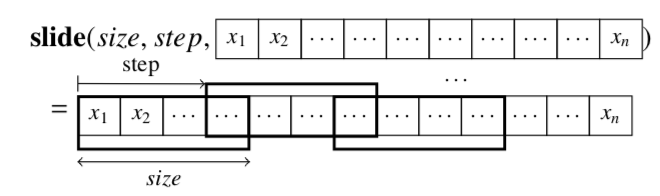 slide(size, step, x₁ x₂ ⋯ ⋯ ⋯ ⋯ ⋯ ⋯ ⋯ xₙ)
step
⋯
= x₁ x₂ ⋯ ⋯ ⋯ ⋯ ⋯ ⋯ ⋯ ⋯ ⋯ ⋯ xₙ
size